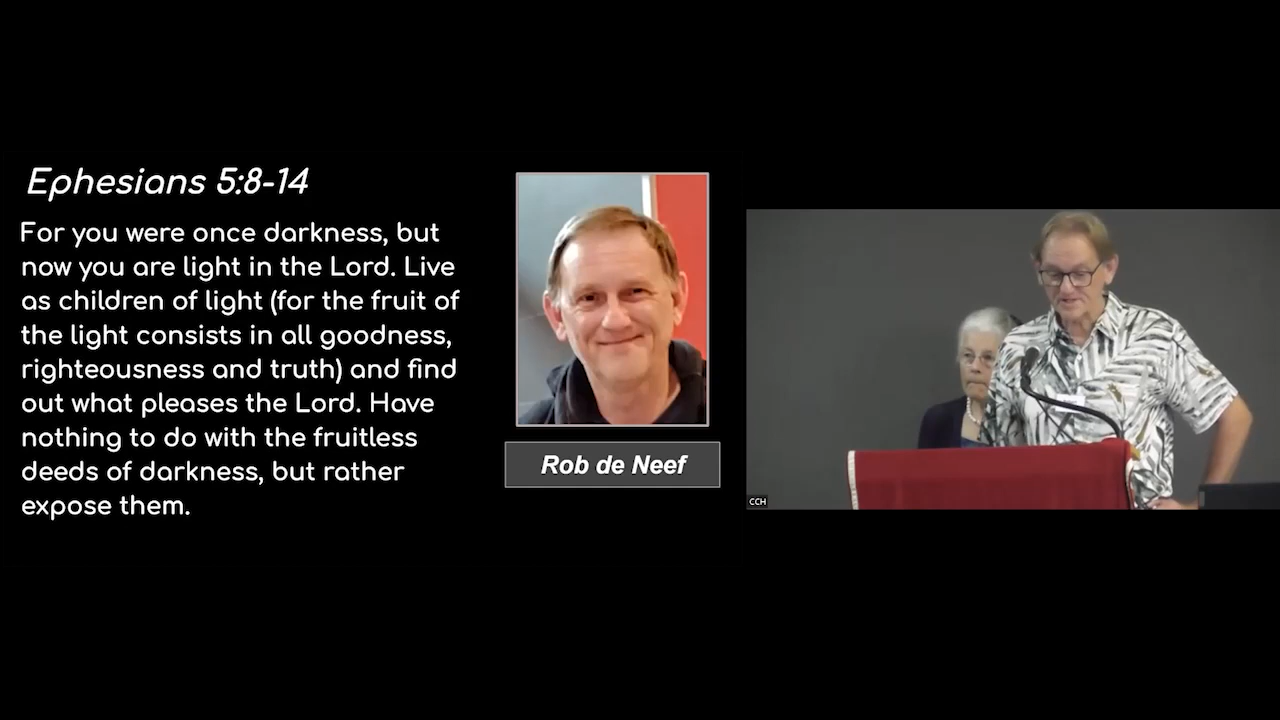 Ephesians 5:8-14
For you were once darkness, but
now you are light in the Lord. Live
as children of light (for the fruit of
the light consists in all goodness,
righteousness and truth) and find
out what pleases the Lord. Have
nothing to do with the fruitless
deeds of darkness, but rather
expose them.
Rob de Neef
CCH